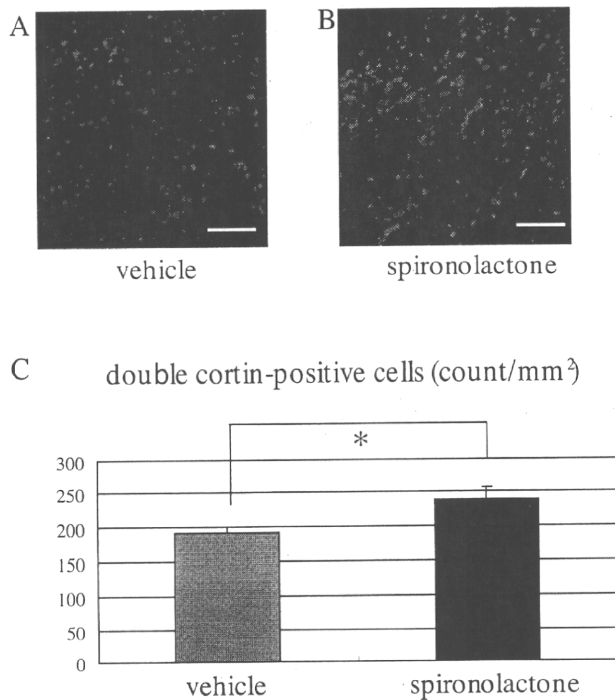 A
B
vehicle
spironolactone
C
double cortin-positive cells (count/mm²)
*
300
250
200
150
100
50
0
vehicle
spironolactone